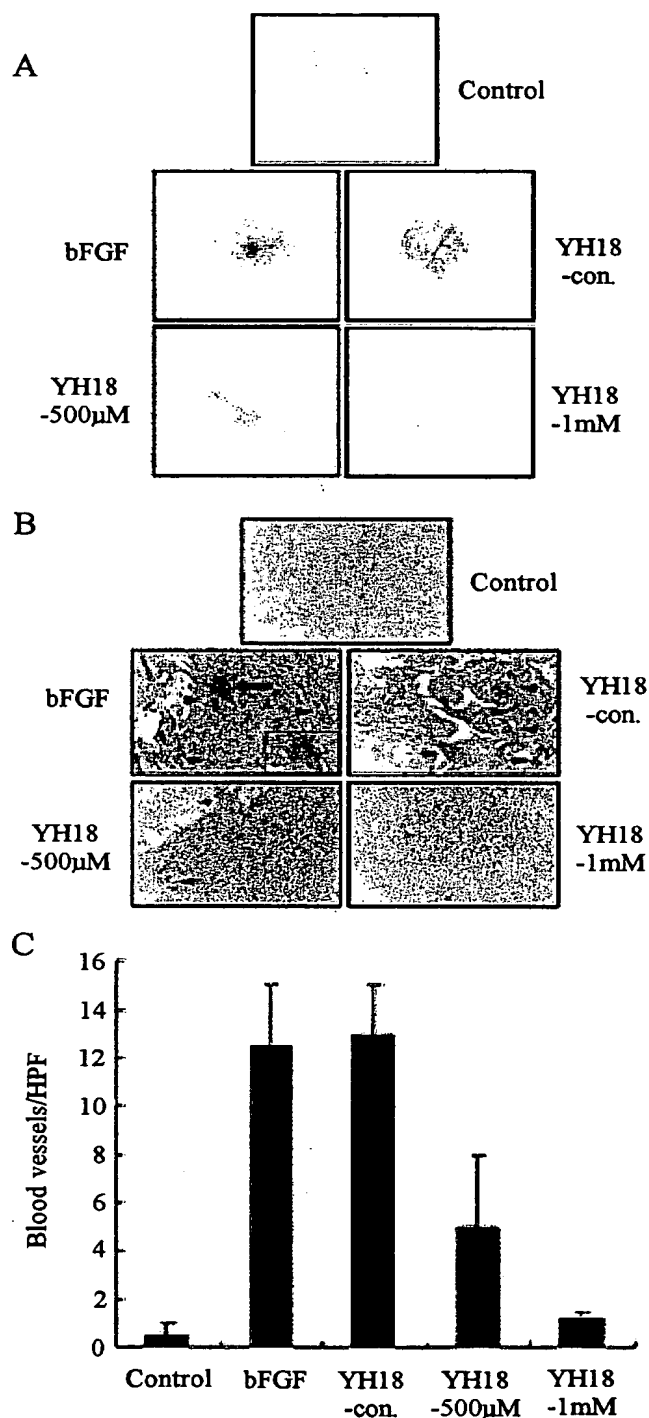 A
Control
bFGF
YH18
-con.
YH18
-500μM
YH18
-1mM
B
Control
bFGF
YH18
-con.
YH18
-500μM
YH18
-1mM
C
Blood vessels/HPF
16
14
12
10
8
6
4
2
0
Control
bFGF
YH18
-con.
YH18
-500μM
YH18
-1mM